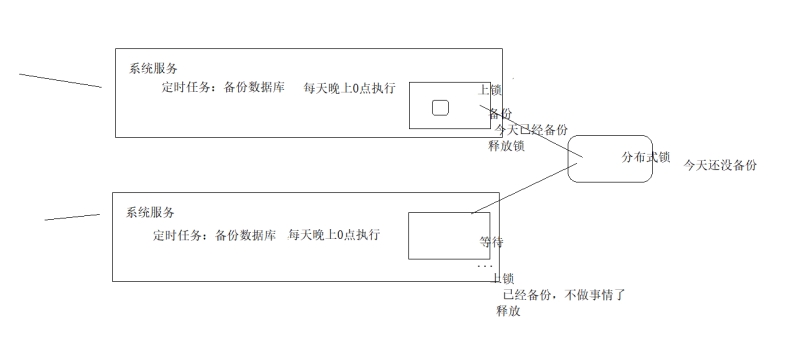 系统服务
定时任务：备份数据库 每天晚上0点执行
上锁
备份
今天已经备份
释放锁
分布式锁
今天还没备份
系统服务
定时任务：备份数据库 每天晚上0点执行
等待
...
上锁
已经备份，不做事情了
释放